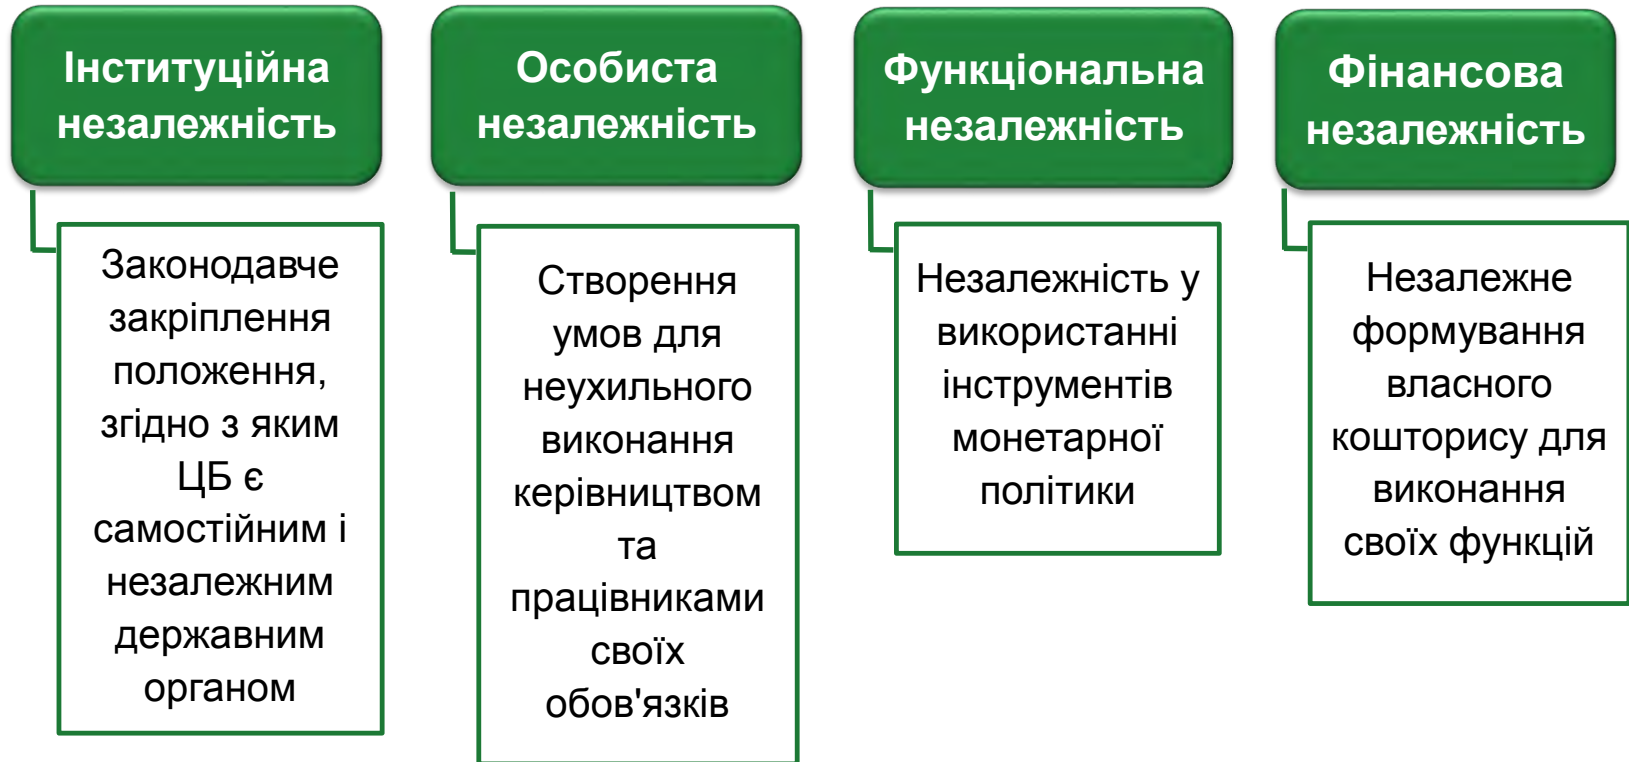 Інституційна
незалежність
Законодавче
закріплення
положення,
згідно з яким
ЦБ є
самостійним і
незалежним
державним
органом
Особиста
незалежність
Створення
умов для
неухильного
виконання
керівництвом
та
працівниками
своїх
обов'язків
Функціональна
незалежність
Незалежність у
використанні
інструментів
монетарної
політики
Фінансова
незалежність
Незалежне
формування
власного
кошторису для
виконання
своїх функцій